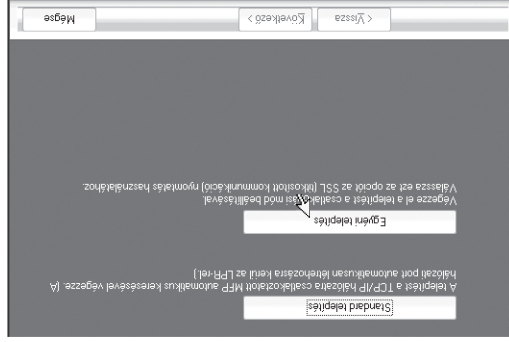 Standard telepítés
A telepítést a TCP/IP hálózatra csatlakoztatott MFP automatikus keresésével végezze. (A
hálózati port automatikusan létrehozásra kerül az LPR-rel.)
Egyéni telepítés
Végezze el a telepítést a csatlakozási mód beállításával.
Válassza ezt az opciót az SSL (titkosított kommunikáció) nyomtatás használatához.
< Vissza
Következő >
Mégse